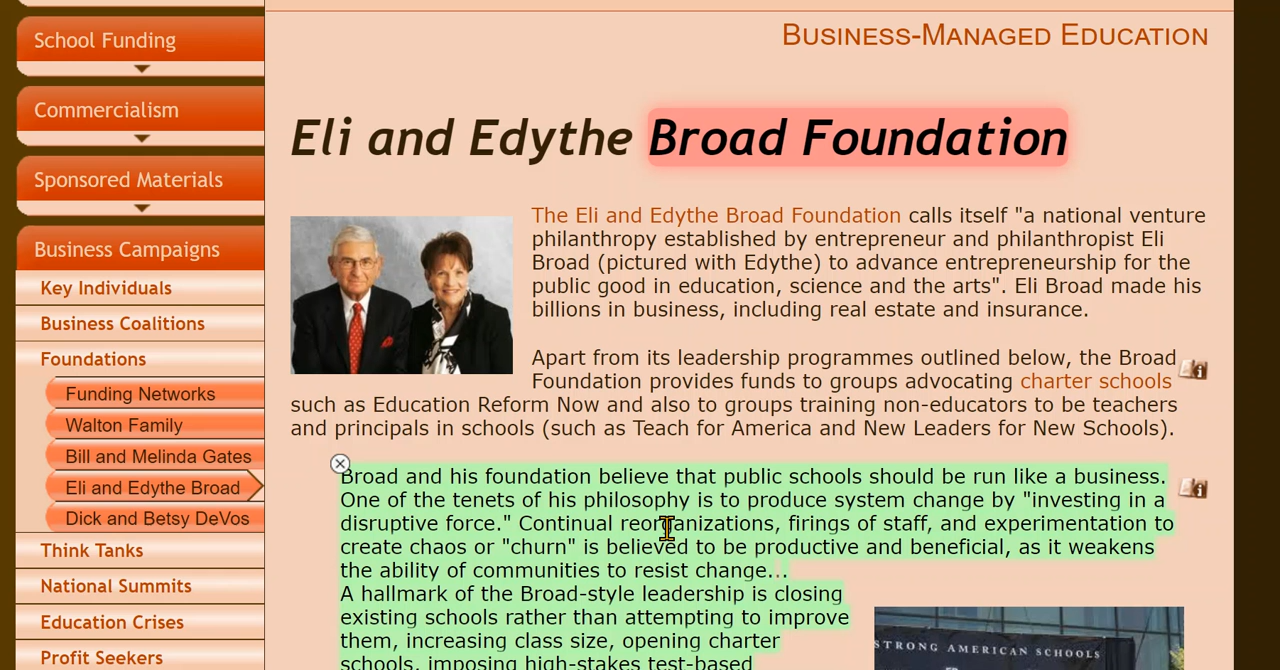 School Funding
Commercialism
Sponsored Materials
Business Campaigns
Key Individuals
Business Coalitions
Foundations
Funding Networks
Walton Family
Bill and Melinda Gates
Eli and Edythe Broad
Dick and Betsy DeVos
Think Tanks
National Summits
Education Crises
Profit Seekers
Business-Managed Education
Eli and Edythe Broad Foundation
The Eli and Edythe Broad Foundation calls itself "a national venture
philanthropy established by entrepreneur and philanthropist Eli
Broad (pictured with Edythe) to advance entrepreneurship for the
public good in education, science and the arts". Eli Broad made his
billions in business, including real estate and insurance.
Apart from its leadership programmes outlined below, the Broad
Foundation provides funds to groups advocating charter schools
such as Education Reform Now and also to groups training non-educators to be teachers
and principals in schools (such as Teach for America and New Leaders for New Schools).
Broad and his foundation believe that public schools should be run like a business.
One of the tenets of his philosophy is to produce system change by "investing in a
disruptive force." Continual reorganizations, firings of staff, and experimentation to
create chaos or "churn" is believed to be productive and beneficial, as it weakens
the ability of communities to resist change...
A hallmark of the Broad-style leadership is closing
existing schools rather than attempting to improve
them, increasing class size, opening charter
schools, imposing high-stakes test-based
STRONG AMERICAN SCHOOLS